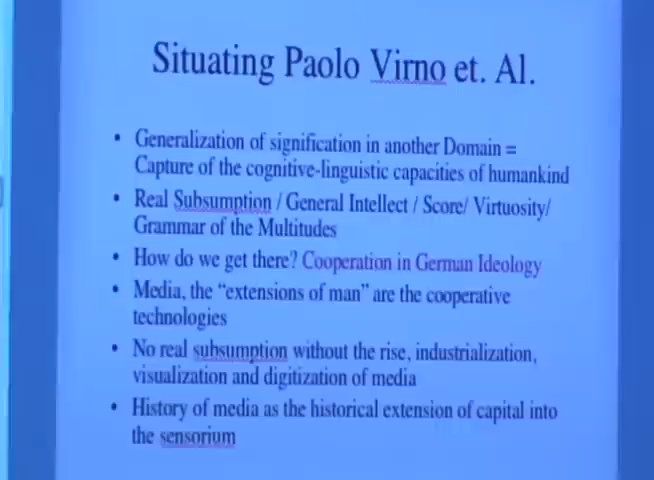 Situating Paolo Virno et. Al.
• Generalization of signification in another Domain =
Capture of the cognitive-linguistic capacities of humankind
• Real Subsumption / General Intellect / Score/ Virtuosity/
Grammar of the Multitudes
• How do we get there? Cooperation in German Ideology
• Media, the “extensions of man” are the cooperative
technologies
• No real subsumption without the rise, industrialization,
visualization and digitization of media
• History of media as the historical extension of capital into
the sensorium